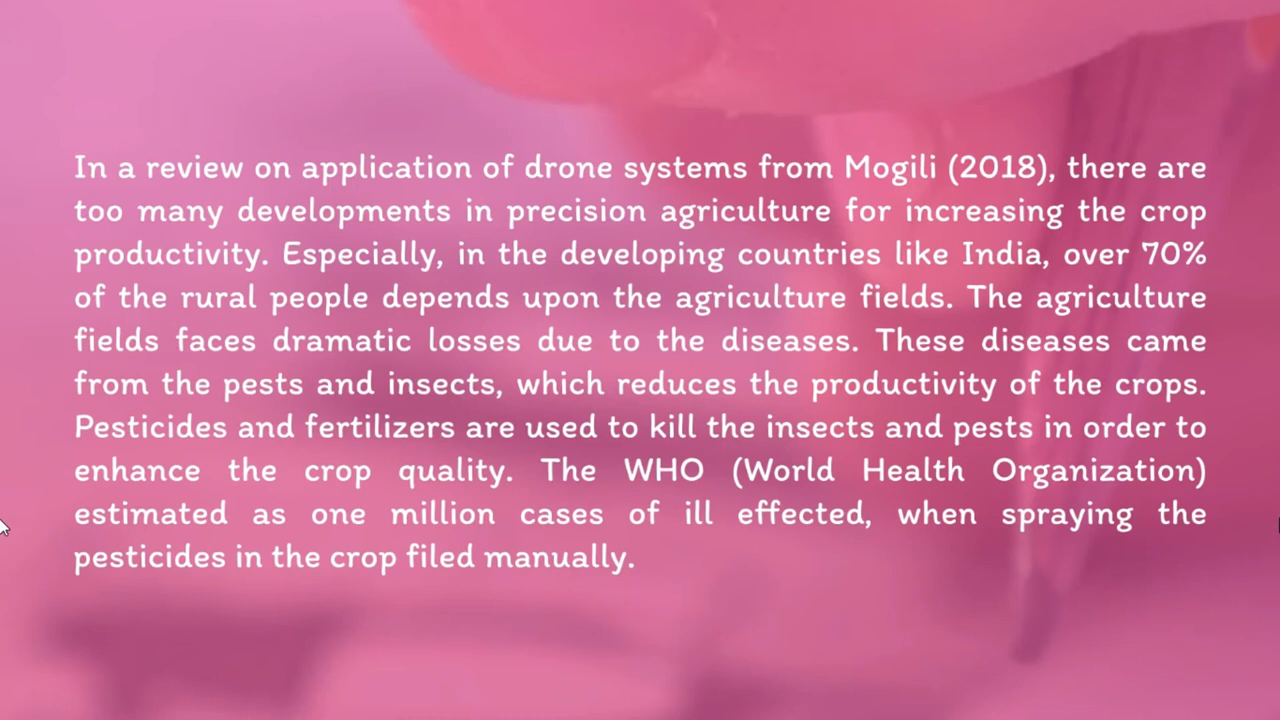 In a review on application of drone systems from Mogili (2018), there are
too many developments in precision agriculture for increasing the crop
productivity. Especially, in the developing countries like India, over 70%
of the rural people depends upon the agriculture fields. The agriculture
fields faces dramatic losses due to the diseases. These diseases came
from the pests and insects, which reduces the productivity of the crops.
Pesticides and fertilizers are used to kill the insects and pests in order to
enhance the crop quality. The WHO (World Health Organization)
estimated as one million cases of ill effected, when spraying the
pesticides in the crop filed manually.